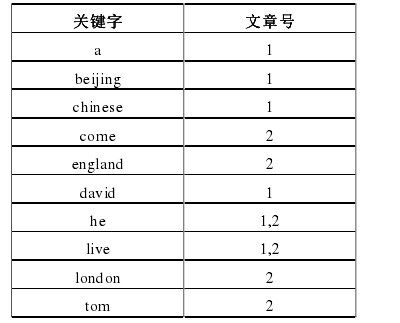 关键字 文章号
a 1
beijing 1
chinese 1
come 2
england 2
david 1
he 1,2
live 1,2
london 2
tom 2